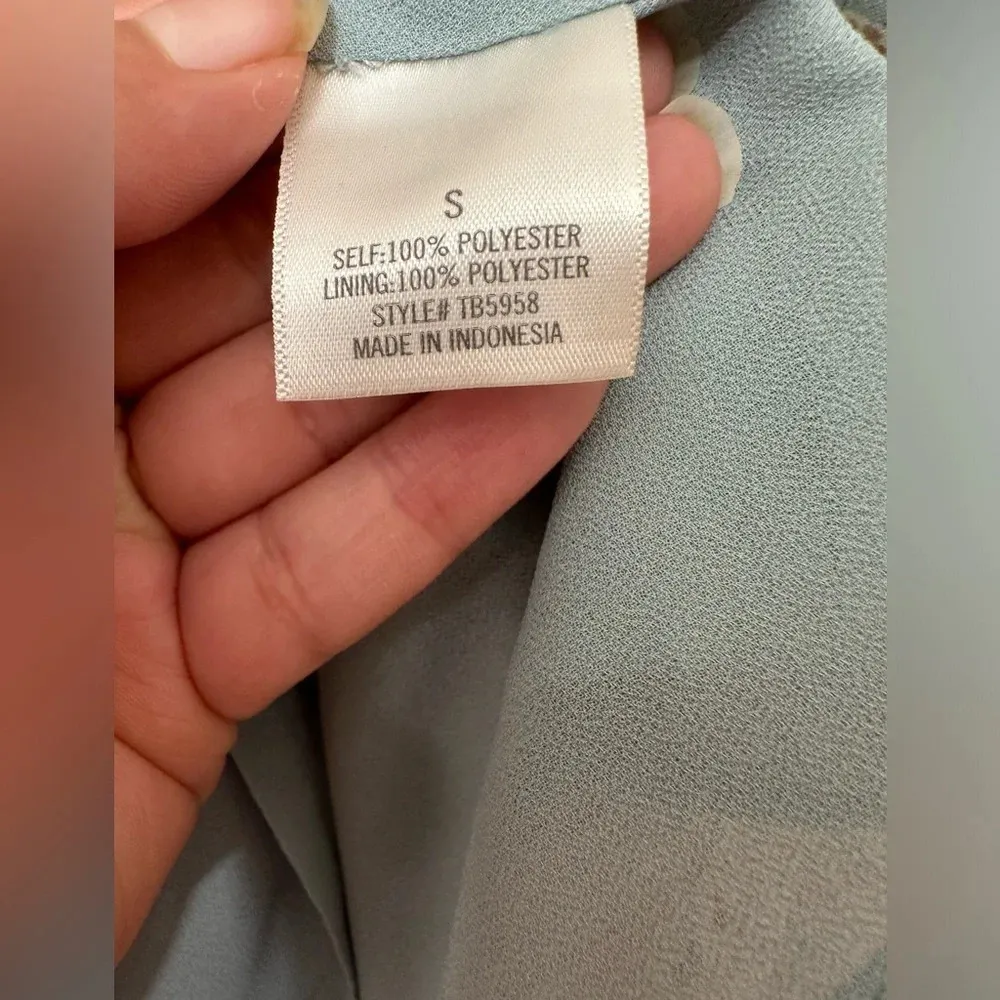 S
SELF:100% POLYESTER
LINING:100% POLYESTER
STYLE# TB5958
MADE IN INDONESIA